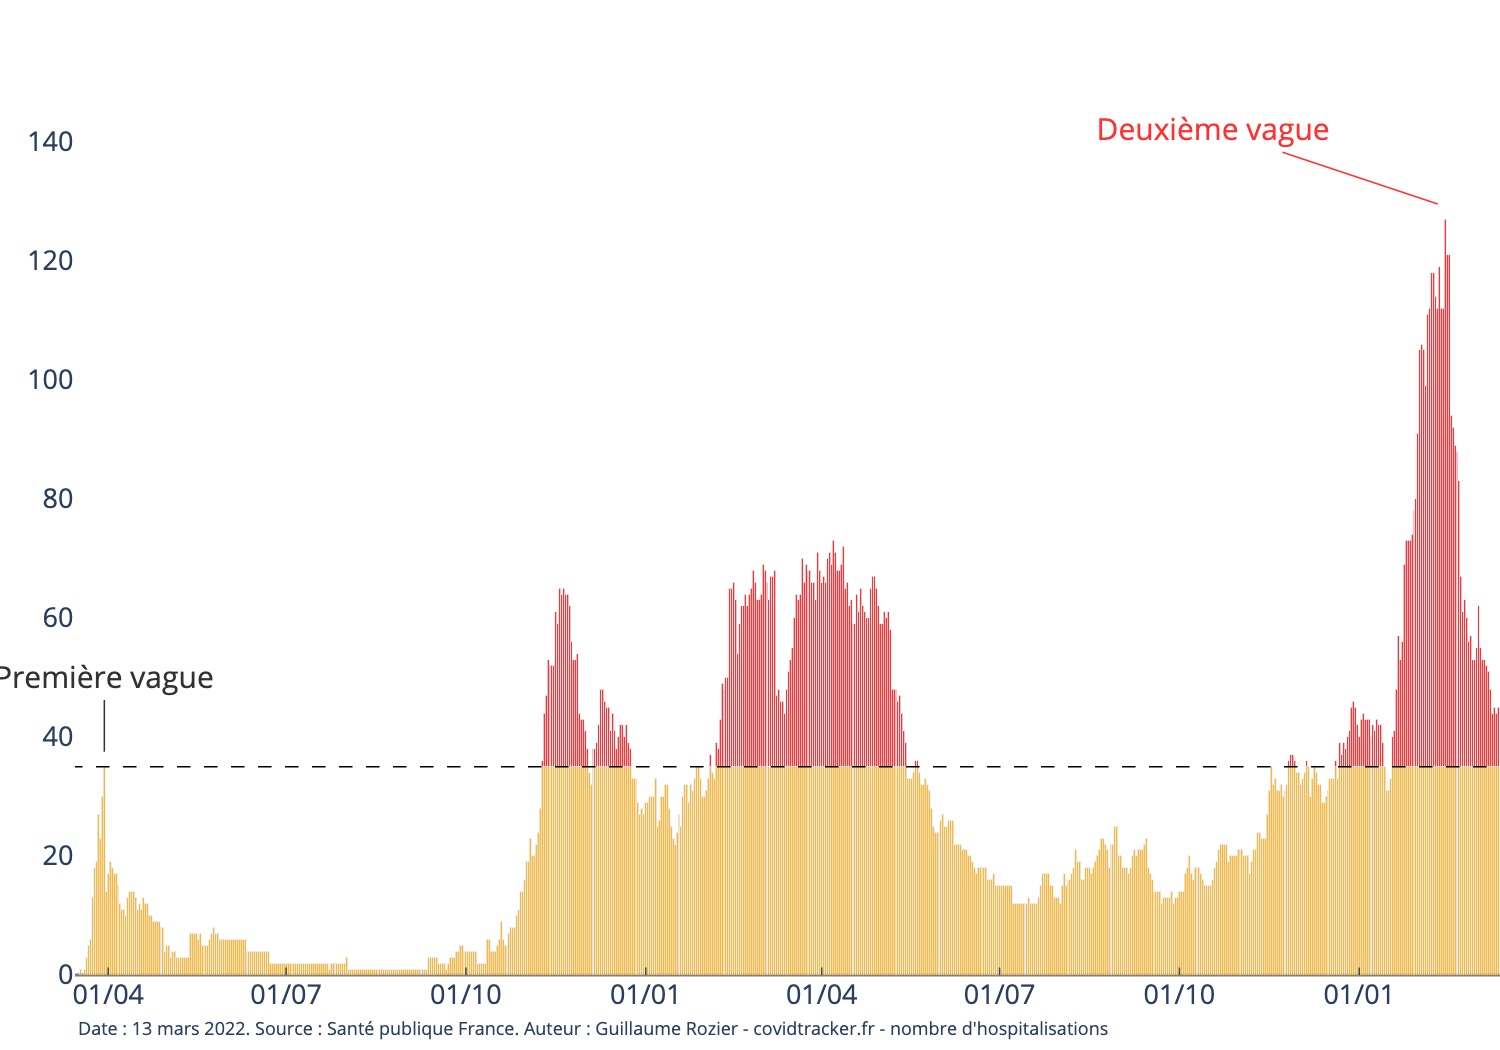 Deuxième vague
140
120
100
80
60
Première vague
40
20
0
01/04 01/07 01/10 01/01 01/04 01/07 01/10 01/01
Date : 13 mars 2022. Source : Santé publique France. Auteur : Guillaume Rozier - covidtracker.fr - nombre d'hospitalisations